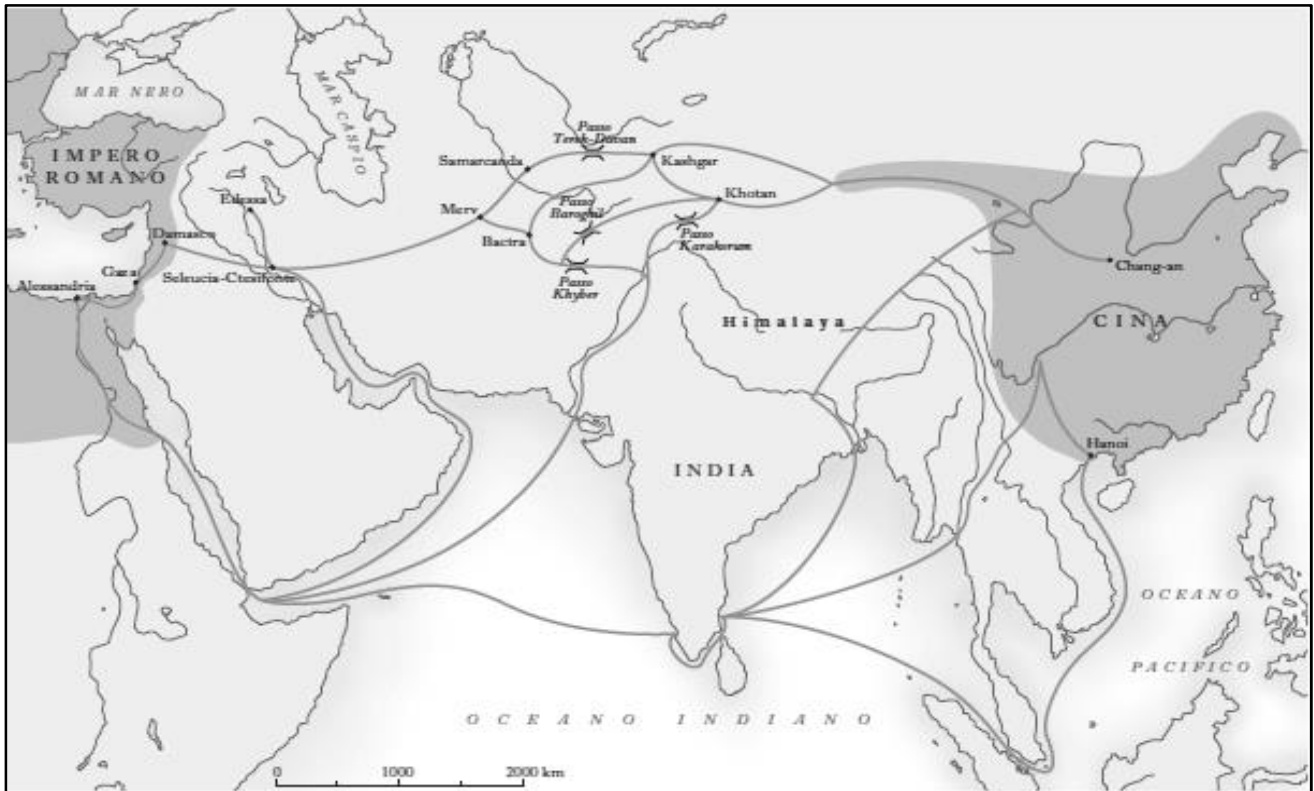 MAR NERO
MAR CASPIO
IMPERO
ROMANO
Samarcanda
Passo
Terek-Davan
Kashgar
Edessa
Merv
Passo
Baroghil
Khotan
Damasco
Bactra
Passo
Karakorum
Gaza
Alessandria
Seleucia-Ctesifonte
Passo
Khyber
Chang-an
Himalaya
CINA
INDIA
Hanoi
OCEANO
PACIFICO
OCEANO INDIANO
0 1000 2000 km